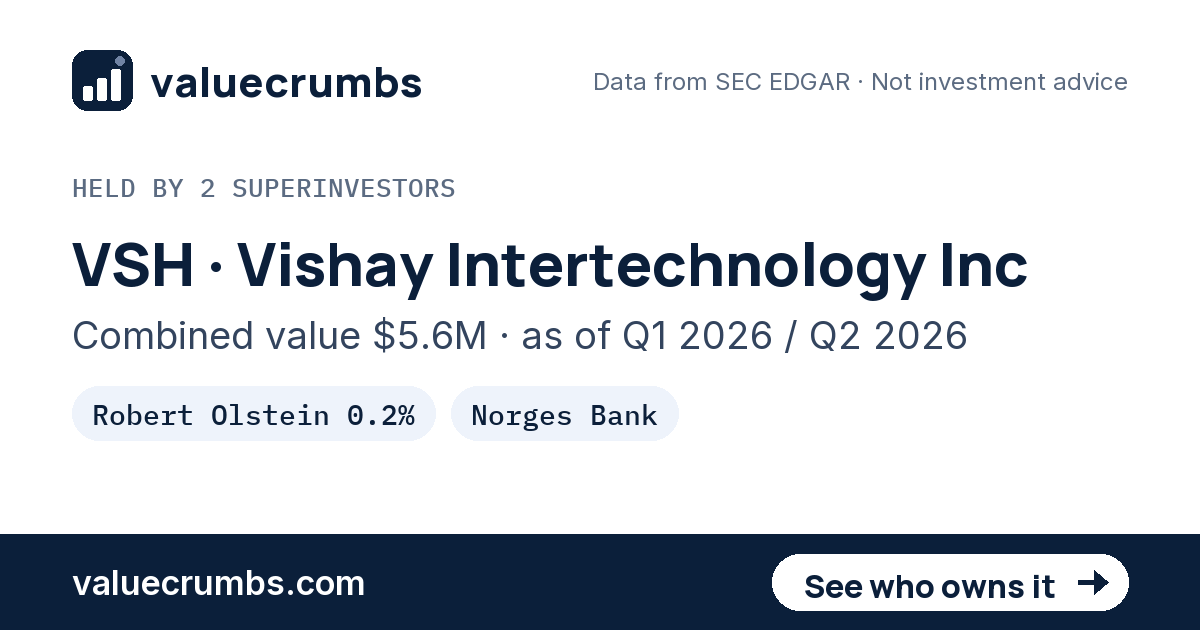 valuecrumbs
Data from SEC EDGAR · Not investment advice
HELD BY 2 SUPERINVESTORS
VSH · Vishay Intertechnology Inc
Combined value $5.6M · as of Q1 2026 / Q2 2026
Robert Olstein 0.2%
Norges Bank
valuecrumbs.com
See who owns it →